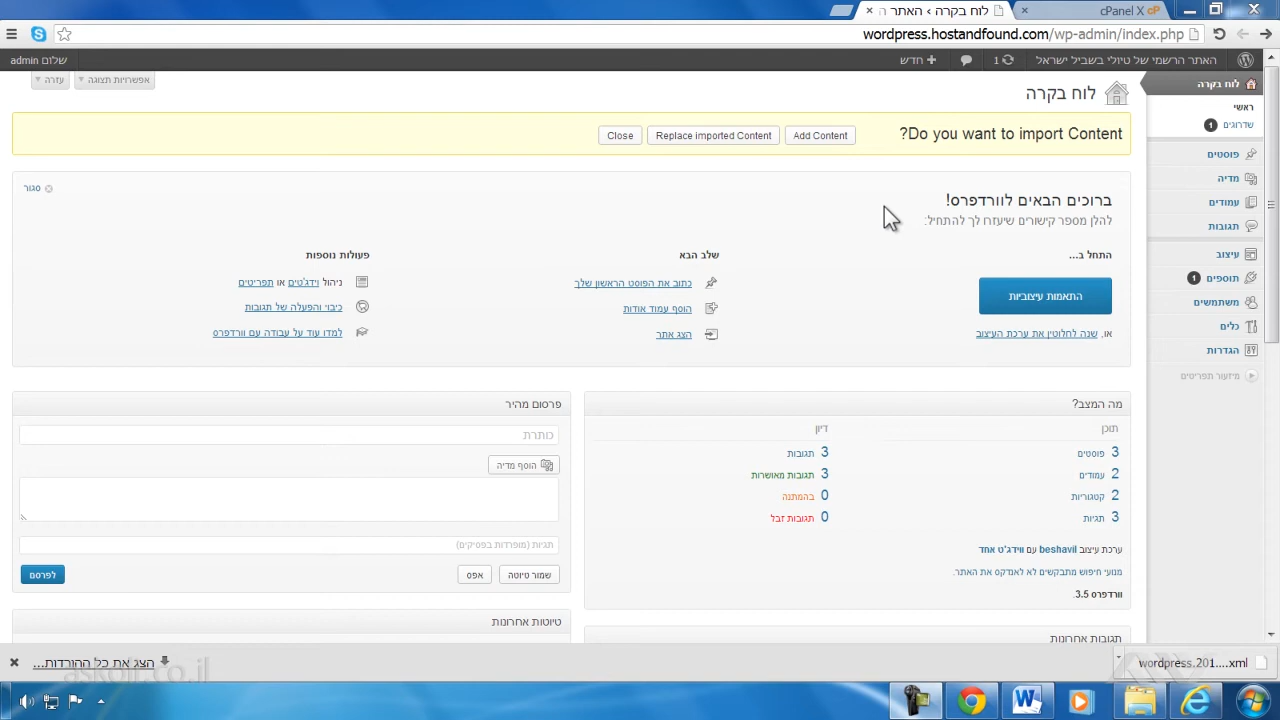 לוח בקרה ‹ האתר ה
cPanel X
wordpress.hostandfound.com/wp-admin/index.php
האתר הרשמי של טיולי בשביל ישראל
1
חדש
שלום admin
אפשרויות תצוגה
עזרה
לוח בקרה
ראשי
שדרוגים 1
פוסטים
מדיה
עמודים
תגובות
עיצוב
תוספים 1
משתמשים
כלים
הגדרות
מיזעור תפריטים
לוח בקרה
?Do you want to import Content
Add Content
Replace imported Content
Close
סגור
ברוכים הבאים לוורדפרס!
להלן מספר קישורים שיעזרו לך להתחיל:
התחל ב...
התאמות עיצוביות
או, שנה לחלוטין את ערכת העיצוב
שלב הבא
כתוב את הפוסט הראשון שלך
הוסף עמוד אודות
הצג אתר
פעולות נוספות
ניהול וידג'טים או תפריטים
כיבוי והפעלה של תגובות
למדו עוד על עבודה עם וורדפרס
מה המצב?
תוכן
3 פוסטים
2 עמודים
2 קטגוריות
3 תגיות
דיון
3 תגובות
3 תגובות מאושרות
0 בהמתנה
0 תגובות זבל
ערכת עיצוב beshavil עם ווידג'ט אחד
מנועי חיפוש מתבקשים לא לאנדקס את האתר.
וורדפרס 3.5.
תגובות אחרונות
פרסום מהיר
כותרת
הוסף מדיה
תגיות (מופרדות בפסיקים)
שמור טיוטה
אפס
לפרסם
טיוטות אחרונות
wordpress.201....xml
הצג את כל ההורדות...
askolr.co.il